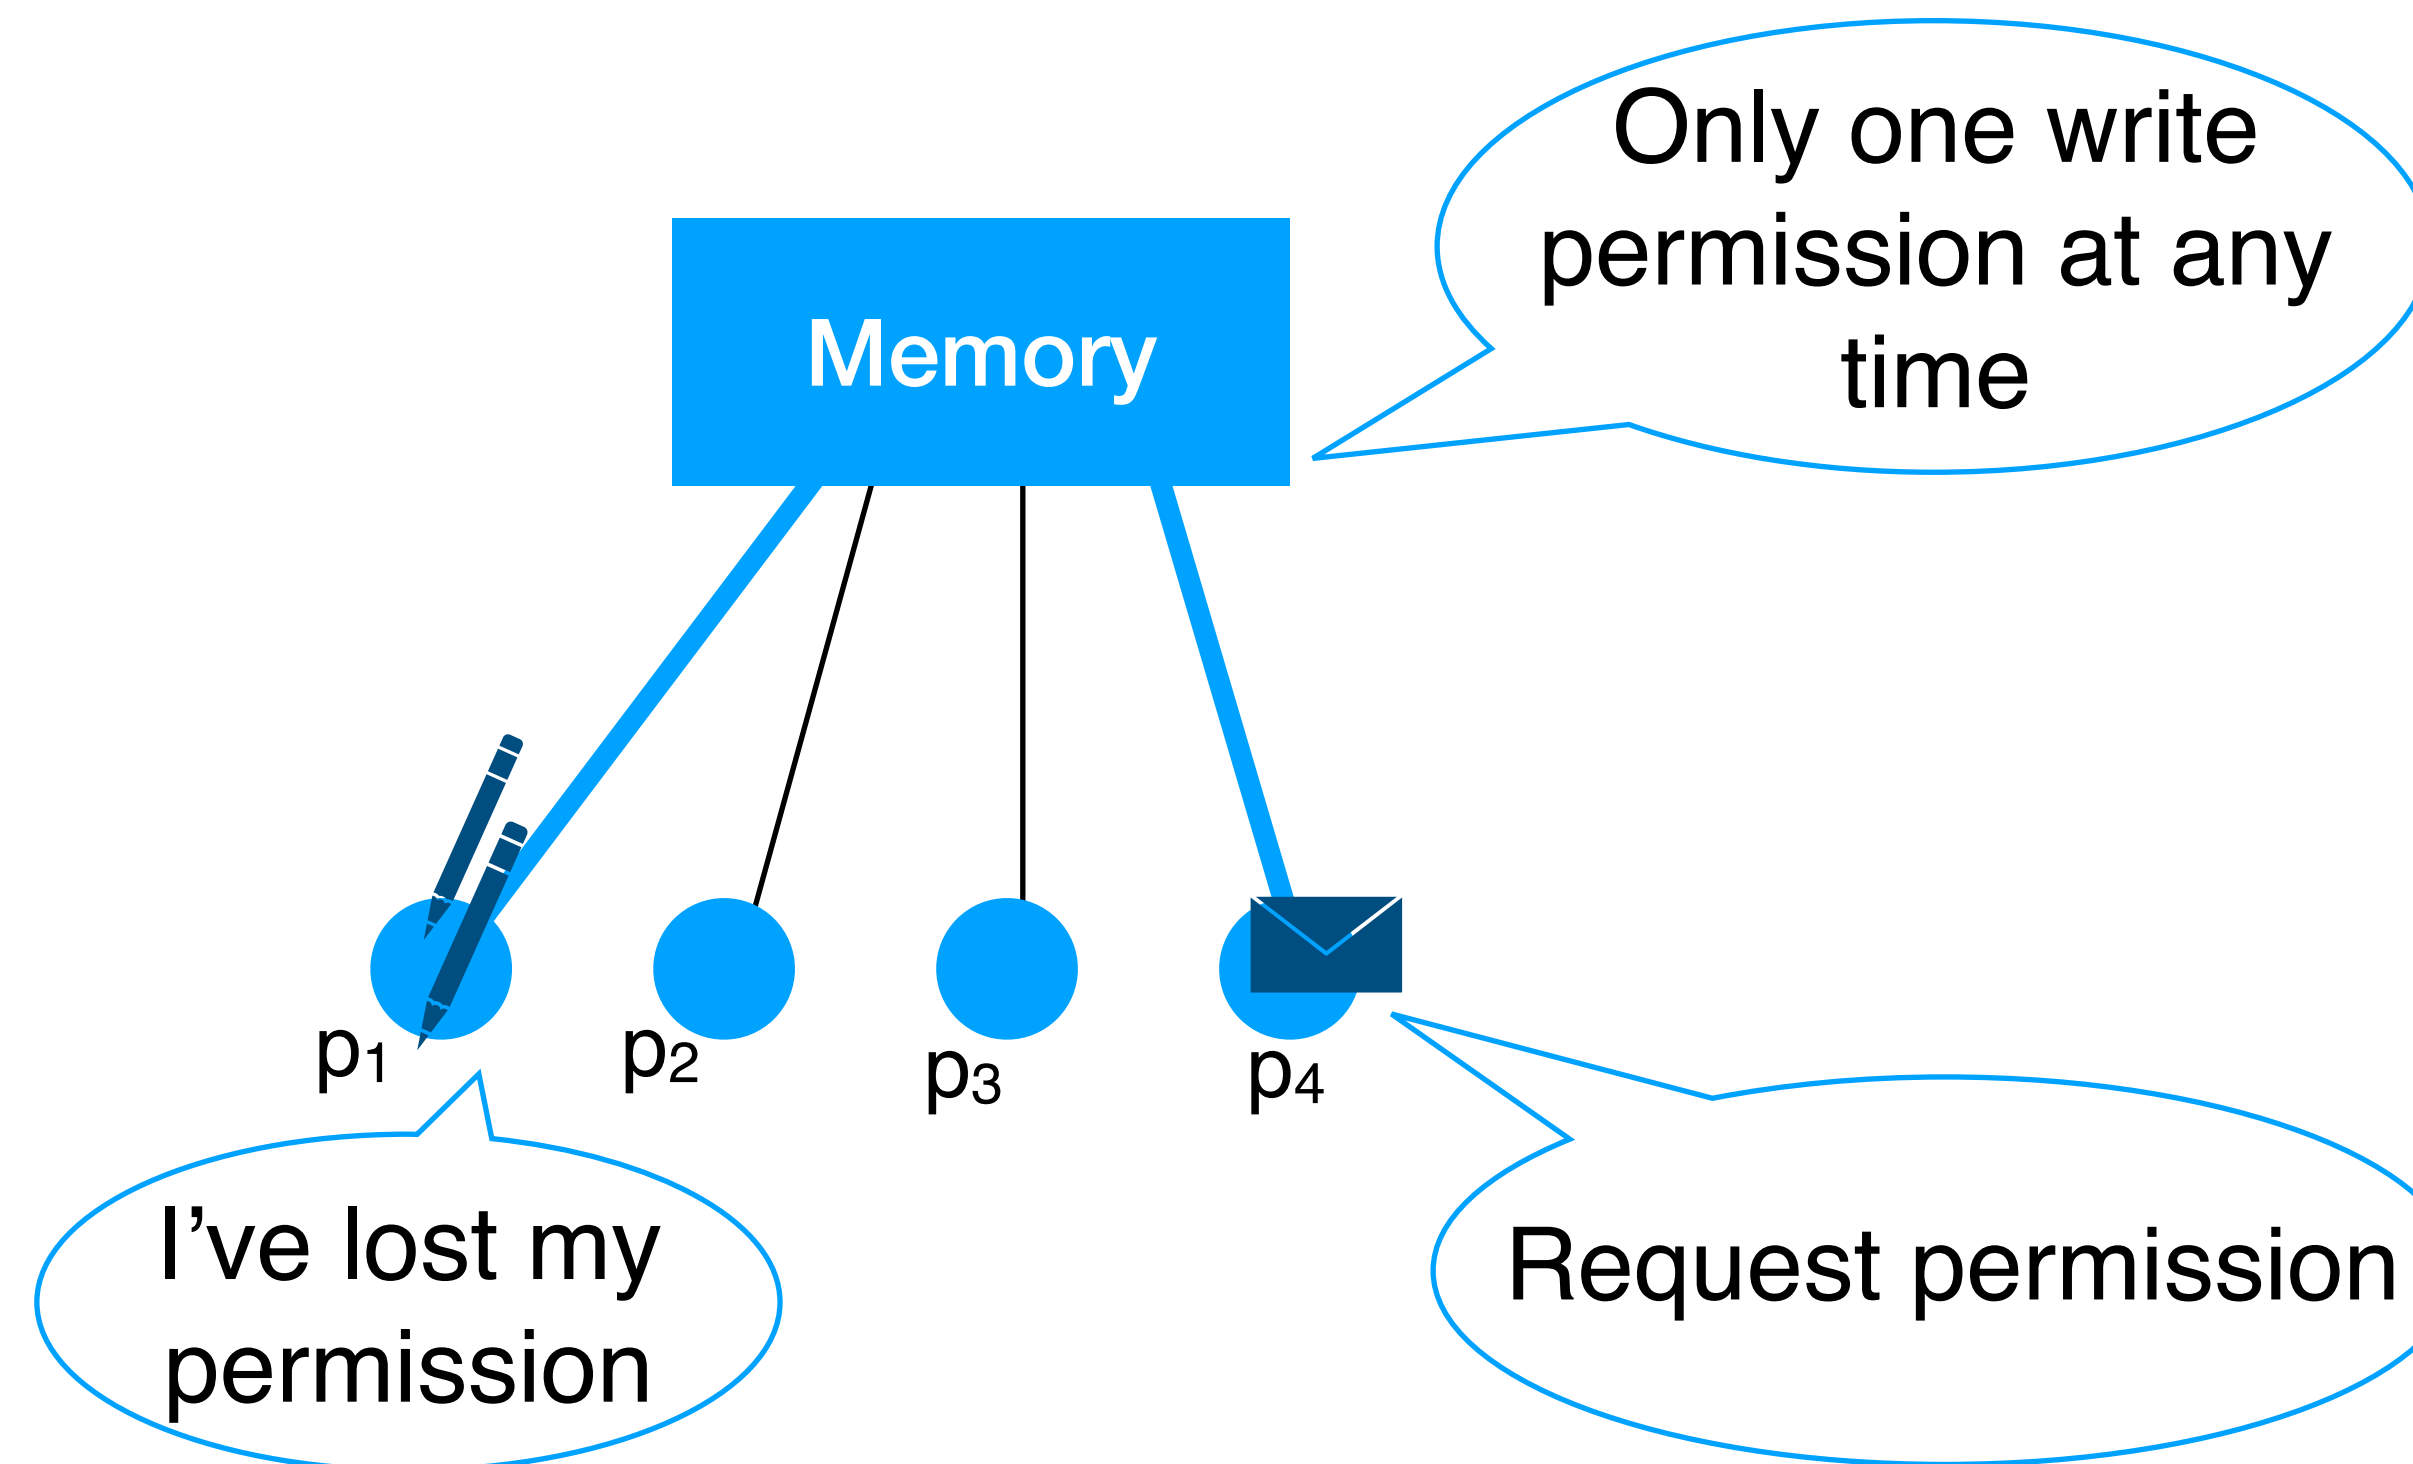 Only one write
permission at any
time
Memory
p1
p2
p3
p4
I’ve lost my
permission
Request permission